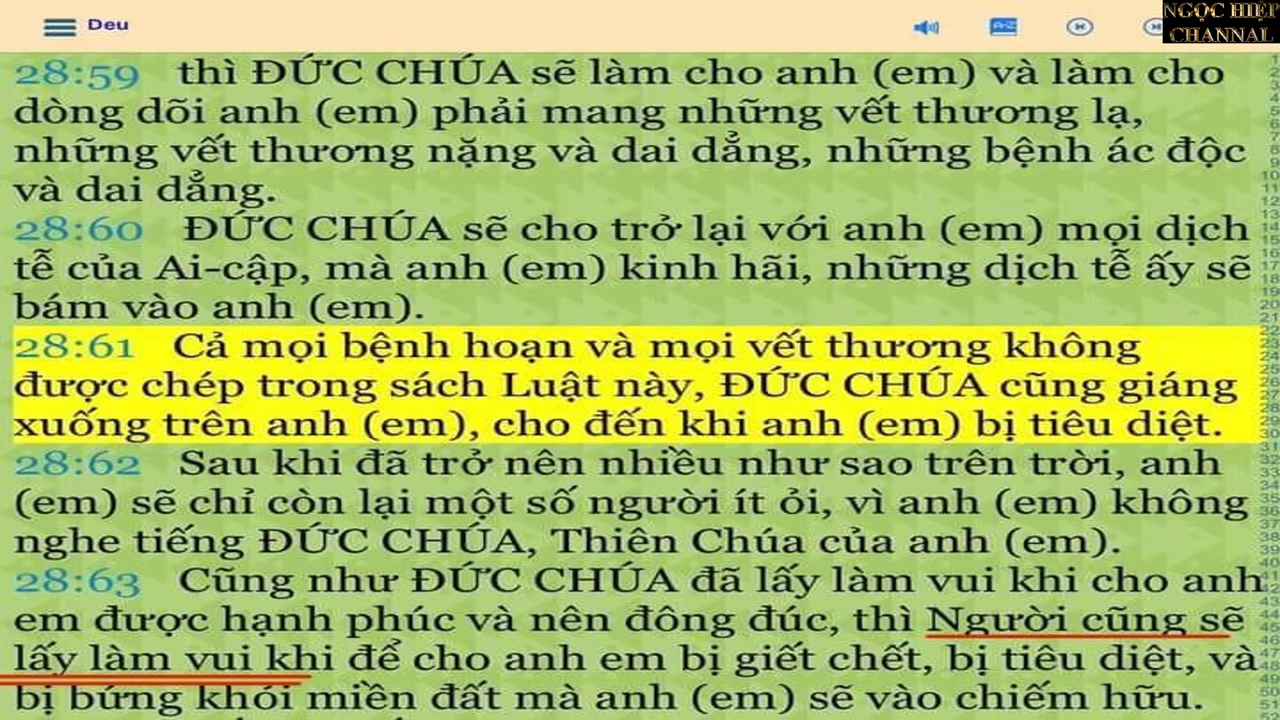 Deu
NGỌC HIỆP
CHANNAL
28:59 thì ĐỨC CHÚA sẽ làm cho anh (em) và làm cho
dòng dõi anh (em) phải mang những vết thương lạ,
những vết thương nặng và dai dẳng, những bệnh ác độc
và dai dẳng.
28:60 ĐỨC CHÚA sẽ cho trở lại với anh (em) mọi dịch
tễ của Ai-cập, mà anh (em) kinh hãi, những dịch tễ ấy sẽ
bám vào anh (em).
28:61 Cả mọi bệnh hoạn và mọi vết thương không
được chép trong sách Luật này, ĐỨC CHÚA cũng giáng
xuống trên anh (em), cho đến khi anh (em) bị tiêu diệt.
28:62 Sau khi đã trở nên nhiều như sao trên trời, anh
(em) sẽ chỉ còn lại một số người ít ỏi, vì anh (em) không
nghe tiếng ĐỨC CHÚA, Thiên Chúa của anh (em).
28:63 Cũng như ĐỨC CHÚA đã lấy làm vui khi cho anh
em được hạnh phúc và nên đông đúc, thì Người cũng sẽ
lấy làm vui khi để cho anh em bị giết chết, bị tiêu diệt, và
bị bứng khỏi miền đất mà anh (em) sẽ vào chiếm hữu.